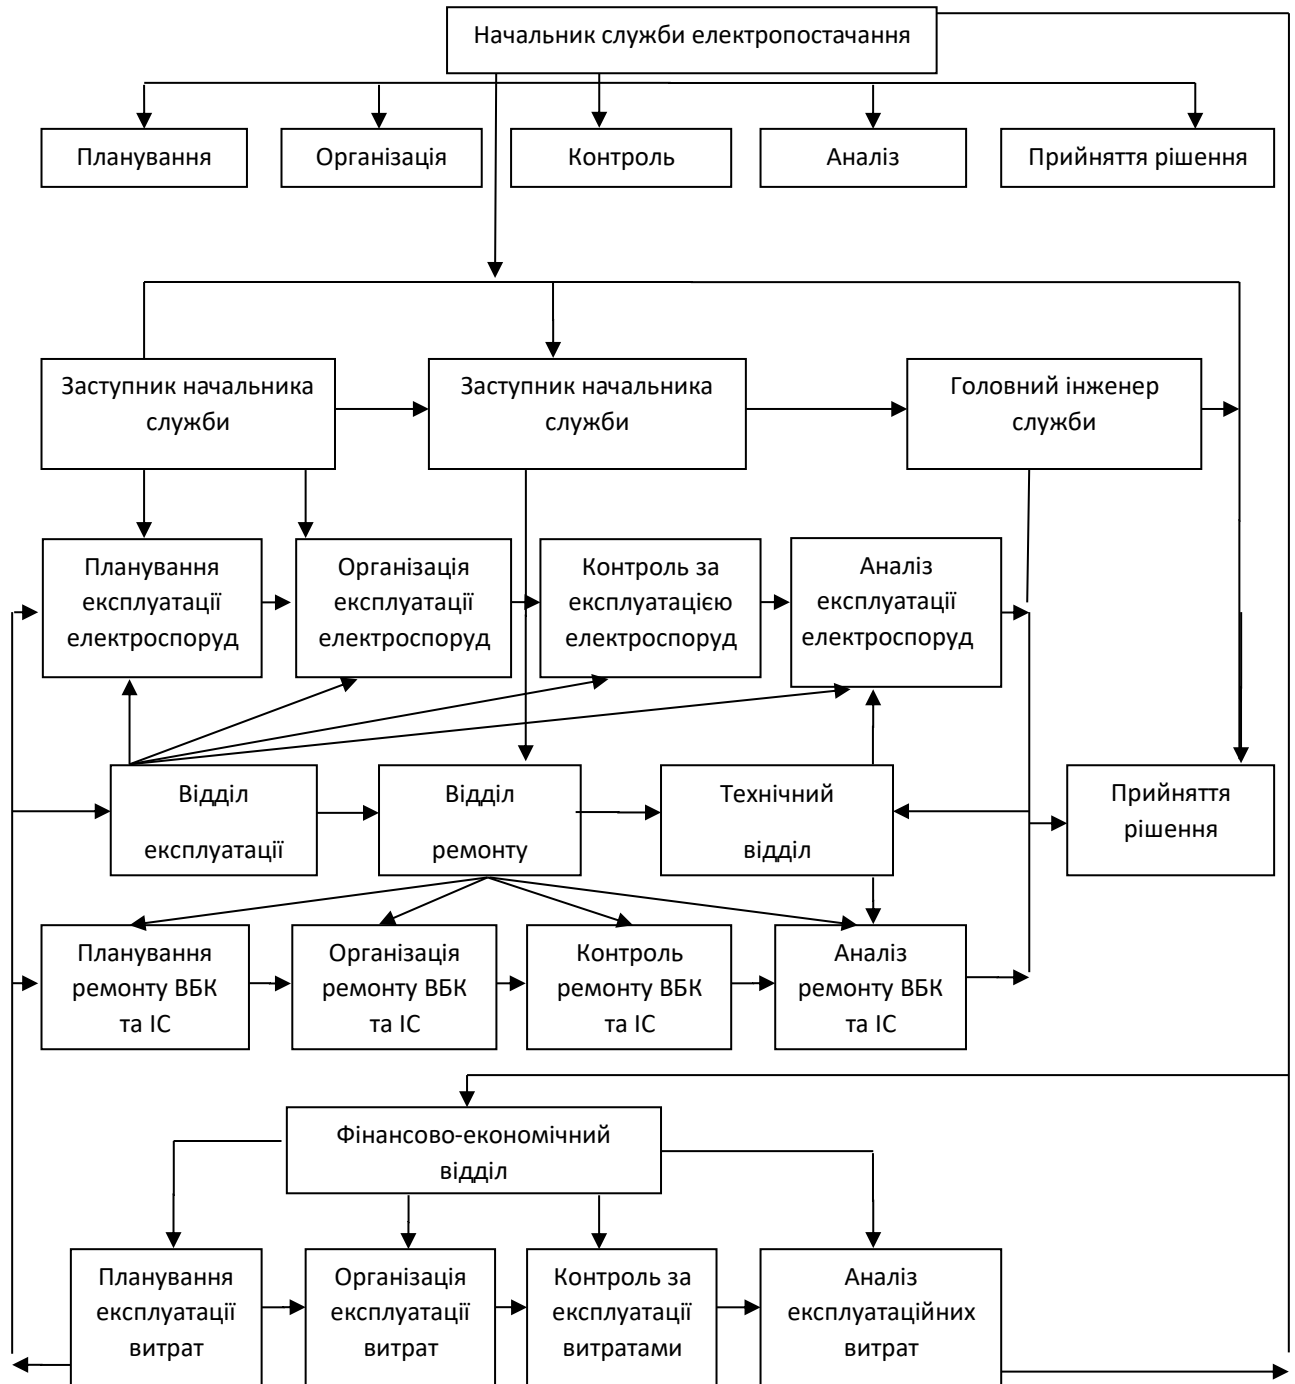 Начальник служби електропостачання
Планування
Організація
Контроль
Аналіз
Прийняття рішення
Заступник начальника
служби
Заступник начальника
служби
Головний інженер
служби
Планування
експлуатації
електроспоруд
Організація
експлуатації
електроспоруд
Контроль за
експлуатацією
електроспоруд
Аналіз
експлуатації
електроспоруд
Відділ
експлуатації
Відділ
ремонту
Технічний
відділ
Прийняття
рішення
Планування
ремонту ВБК
та ІС
Організація
ремонту ВБК
та ІС
Контроль
ремонту ВБК
та ІС
Аналіз
ремонту ВБК
та ІС
Фінансово-економічний
відділ
Планування
експлуатації
витрат
Організація
експлуатації
витрат
Контроль за
експлуатації
витратами
Аналіз
експлуатаційних
витрат